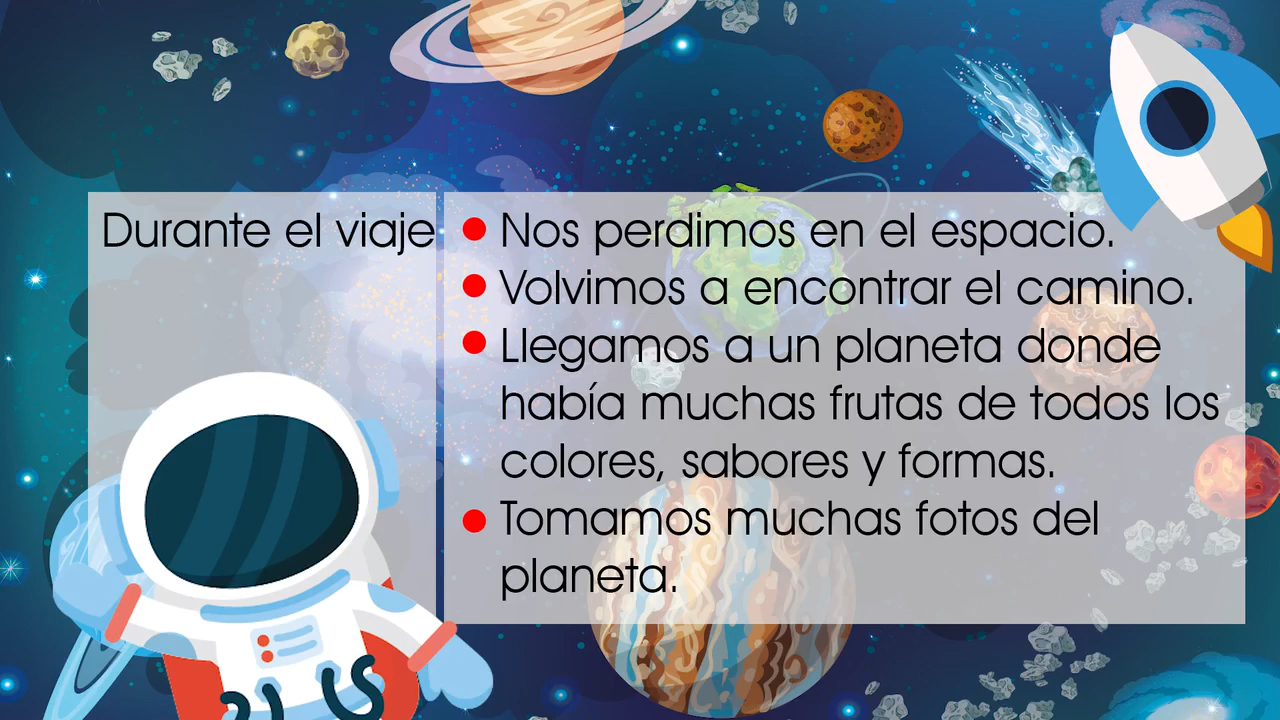 Durante el viaje
Nos perdimos en el espacio.
Volvimos a encontrar el camino.
Llegamos a un planeta donde
había muchas frutas de todos los
colores, sabores y formas.
Tomamos muchas fotos del
planeta.